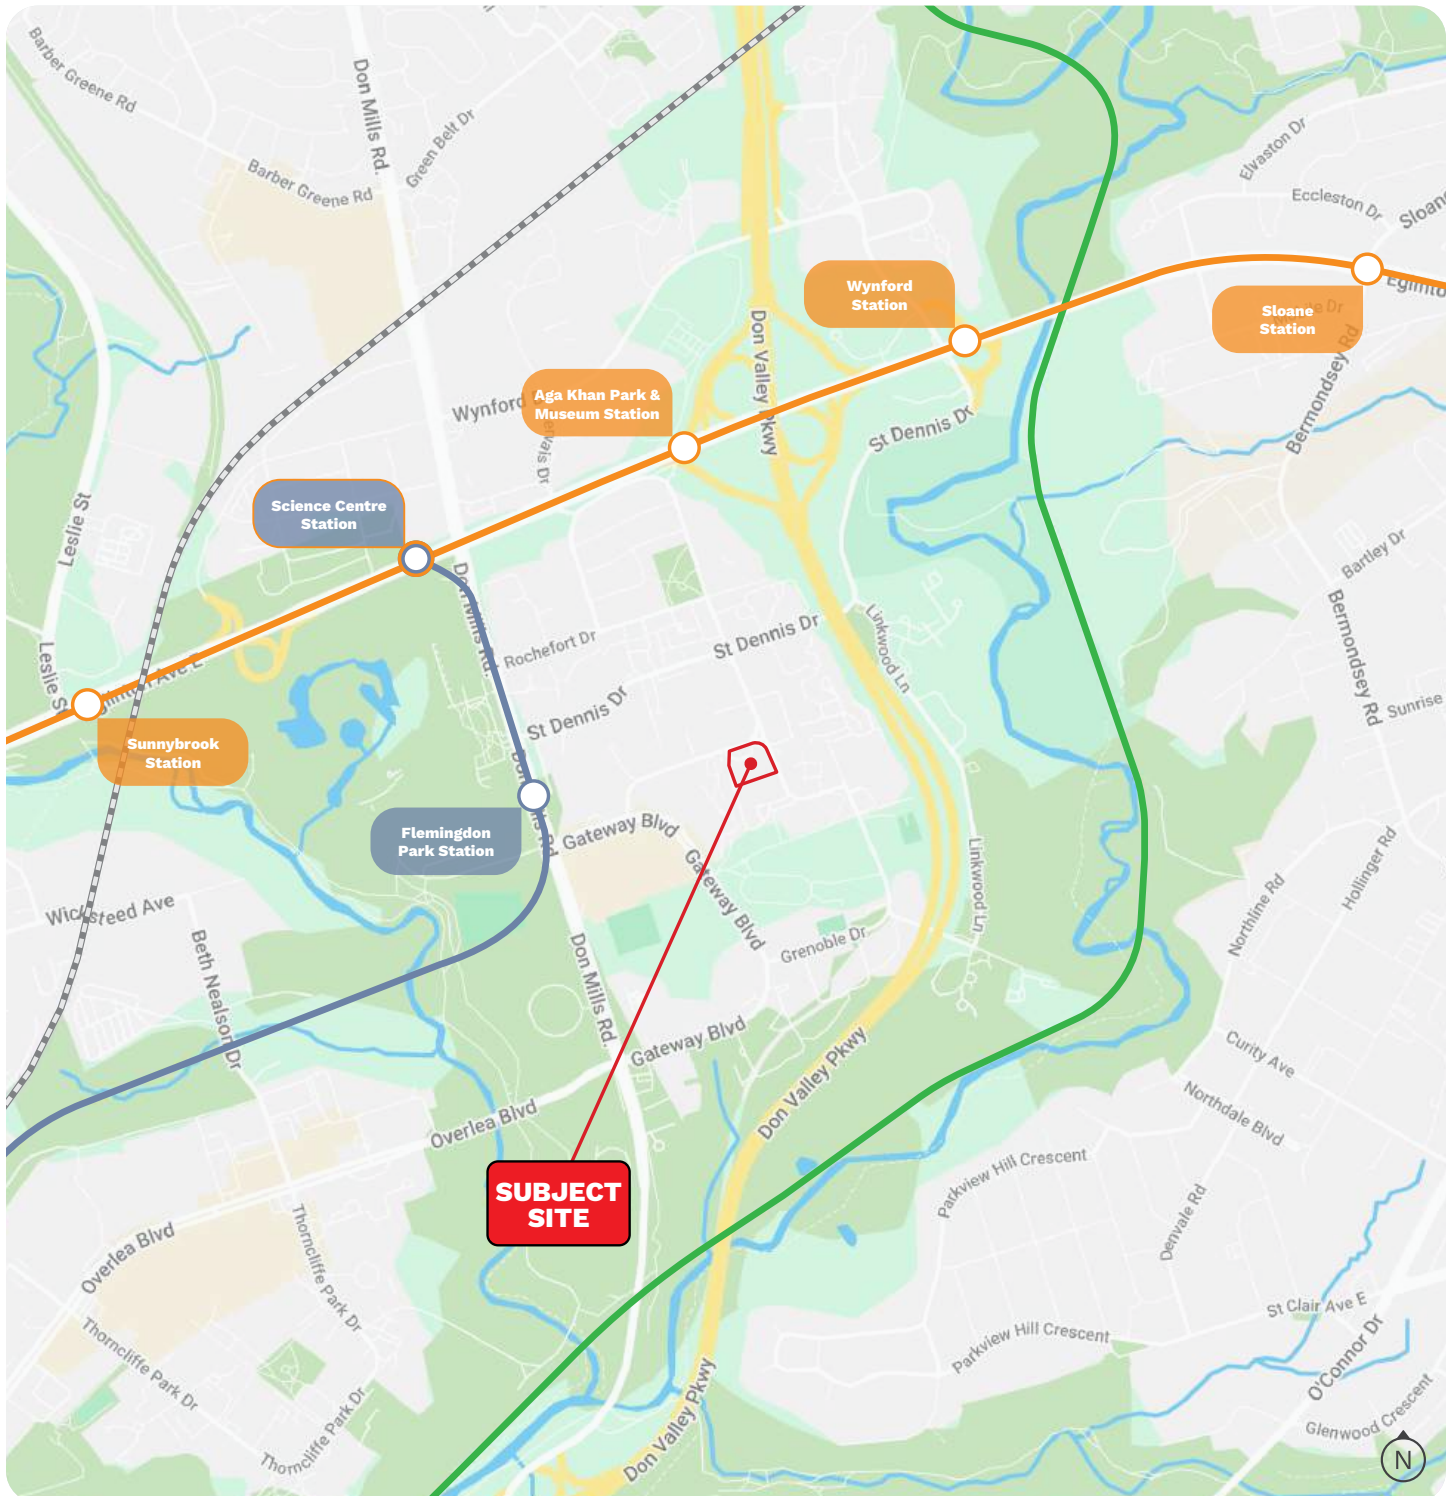 Barber Greene Rd
Don Mills Rd.
Green Belt Dr
Barber Greene Rd
Elvaston Dr
Eccleston Dr
Wynford
Station
Sloane
Station
Don Valley Pkwy
Bermondsey Rd
Aga Khan Park &
Museum Station
Wynford
St Dennis Dr
Science Centre
Station
Leslie St
Bartley Dr
Don Mills Rd.
Rochefort Dr
St Dennis Dr
Linkwood Ln
Bermondsey Rd
Leslie St
St Dennis Dr
Sunrise
Sunnybrook
Station
Flemingdon
Park Station
Gateway Blvd
Gateway Blvd
Linkwood Ln
Hollinger Rd
Northline Rd
Wicksteed Ave
Beth Nealson Dr
Grenoble Dr
Don Mills Rd.
Gateway Blvd
Don Valley Pkwy
Curity Ave
Northdale Blvd
Overlea Blvd
Parkview Hill Crescent
SUBJECT
SITE
Denvale Rd
Overlea Blvd
Thorncliffe Park Dr
St Clair Ave E
Parkview Hill Crescent
O'Connor Dr
Thorncliffe Park Dr
Thorncliffe Park Dr
Don Valley Pkwy
Glenwood Crescent
N